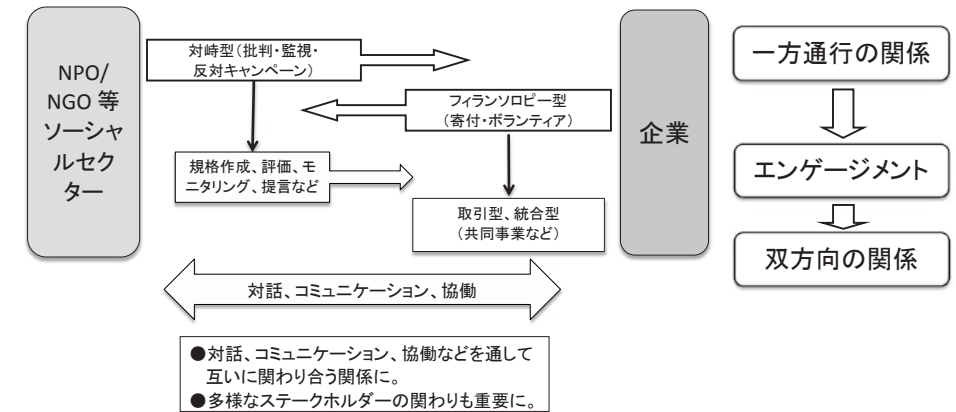 NPO/
NGO 等
ソーシャ
ルセク
ター
対峙型(批判・監視・
反対キャンペーン)
フィランソロピー型
(寄付・ボランティア)
規格作成、評価、モ
ニタリング、提言など
取引型、統合型
(共同事業など)
企業
対話、コミュニケーション、協働
●対話、コミュニケーション、協働などを通して
互いに関わり合う関係に。
●多様なステークホルダーの関わりも重要に。
一方通行の関係
エンゲージメント
双方向の関係